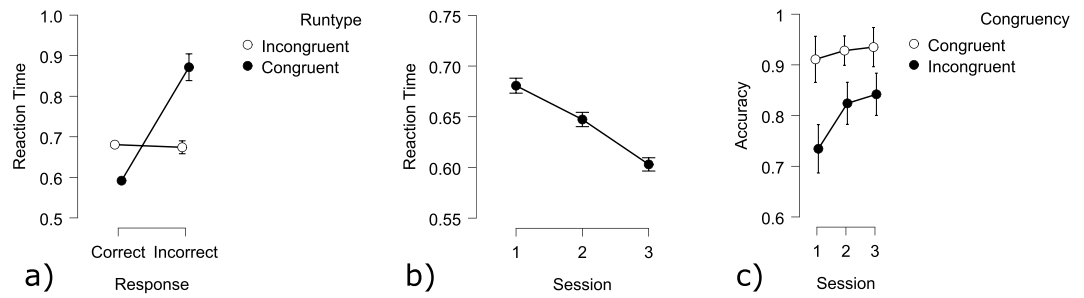 Runtype
Incongruent
Congruent
Reaction Time
1.0
0.9
0.8
0.7
0.6
0.5
Correct Incorrect
Response
a)
Reaction Time
0.75
0.70
0.65
0.60
0.55
1 2 3
Session
b)
Congruency
Congruent
Incongruent
Accuracy
1
0.9
0.8
0.7
0.6
1 2 3
Session
c)